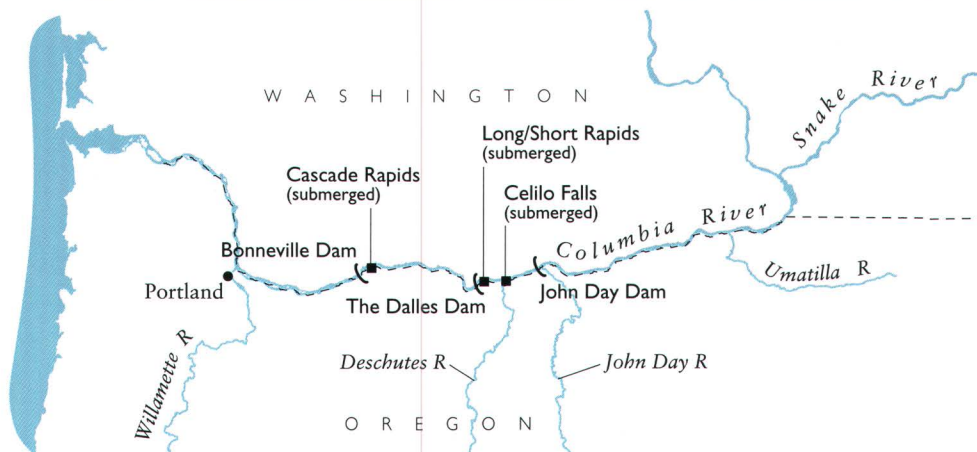 River
Snake
WASHINGTON
Long/Short Rapids
(submerged)
Cascade Rapids
(submerged)
Celilo Falls
(submerged)
Columbia River
Bonneville Dam
Umatilla R
Portland
The Dalles Dam
John Day Dam
Willamette R
Deschutes R
John Day R
OREGON